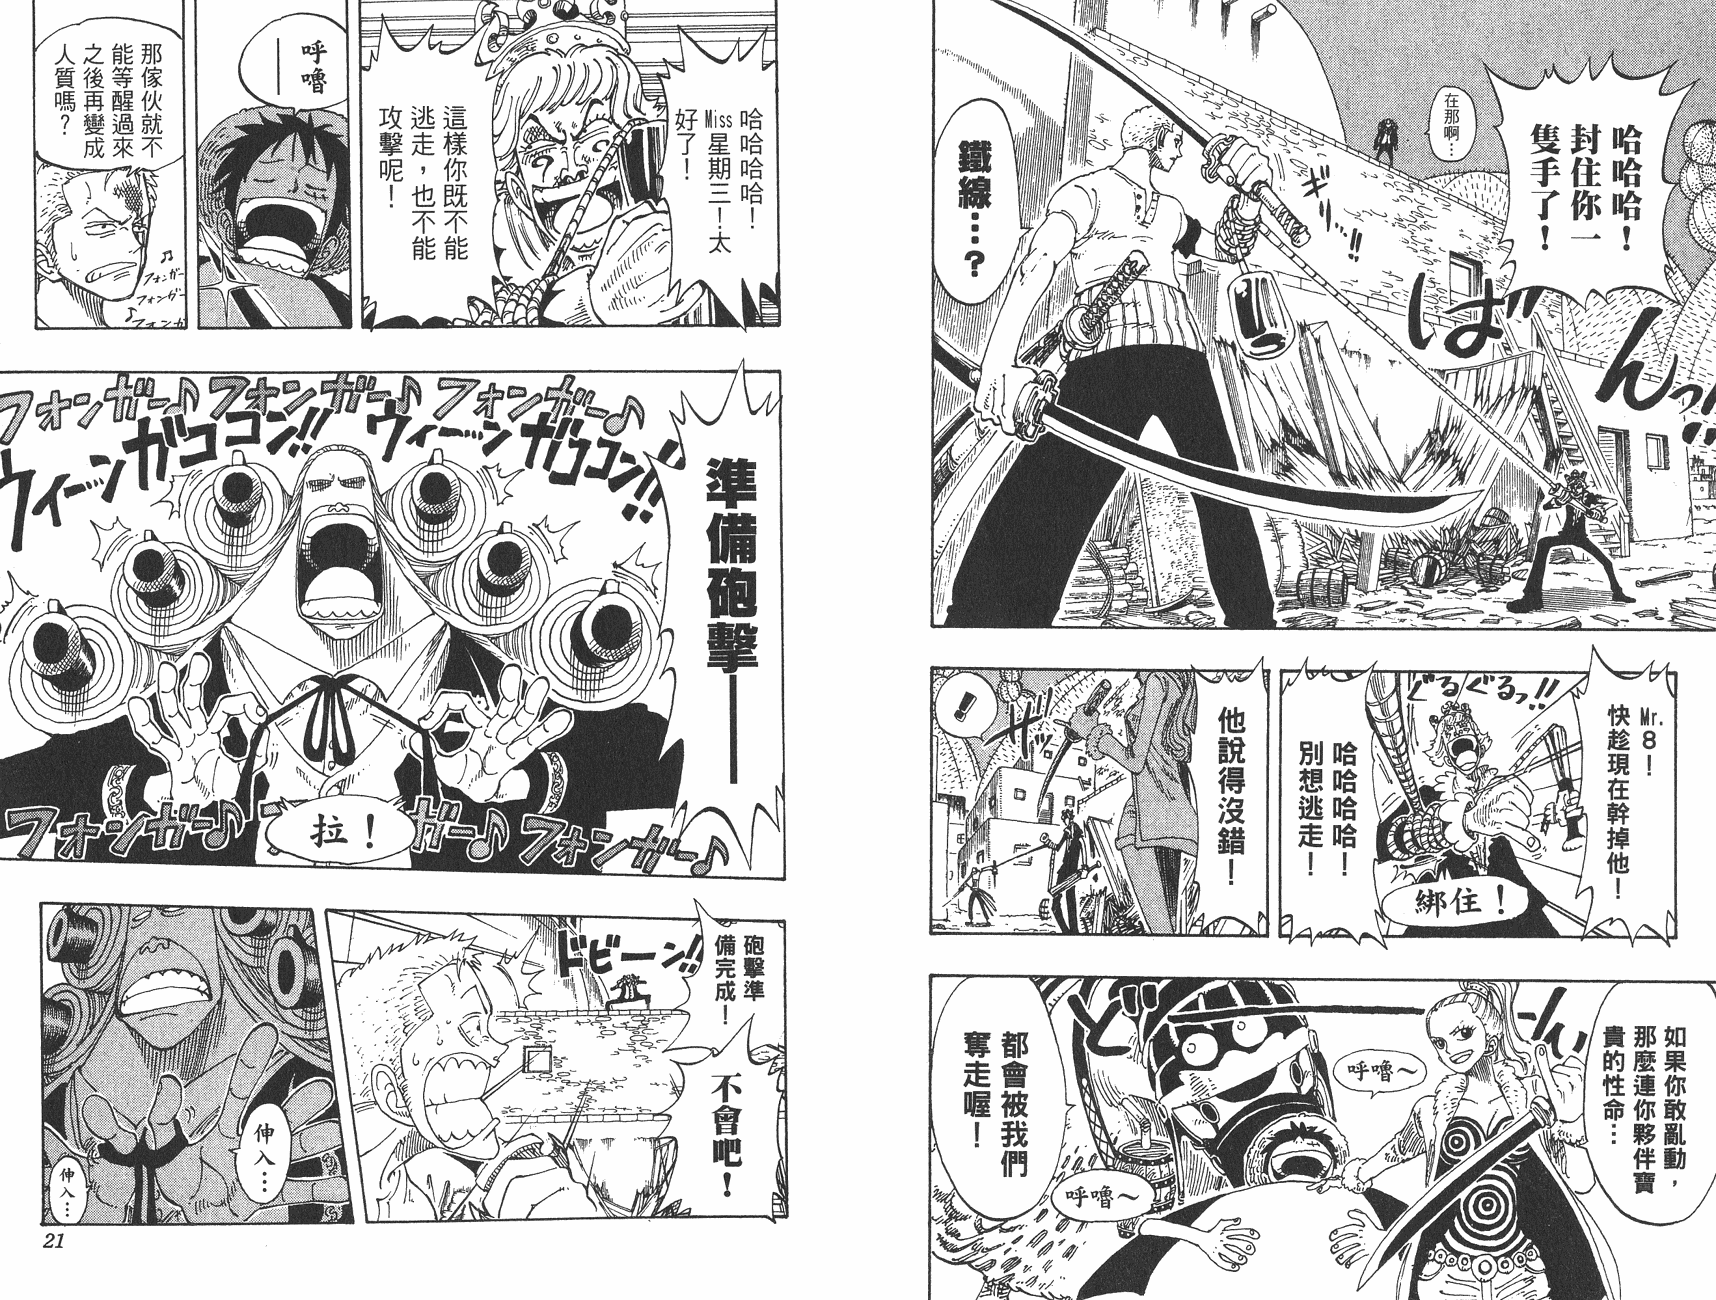 哈哈哈！
封住你一
隻手了！
在那啊…
ギリ…!!
鐵線…？
ばんっ!!
Mr.
8！
快趁現在幹掉他！
ぐるぐるっ!!
綁住！
哈哈哈哈！
別想逃走！
他說得沒錯！
！
如果你敢亂動，
那麼連你夥伴寶
貴的性命…
どーん
呼嚕～
呼嚕～
都會被我們
奪走喔！
哈哈哈哈！
Miss
星期三！太
好了！
這樣你既不能
逃走，也不能
攻擊呢！
呼嚕
——
那傢伙就不
能等醒過來
之後再變成
人質嗎？
♫
フォンガー
フォンガー
♪フォンガ
フォンガー♪フォンガー♪フォンガー♪
ウィーンガココン!!ウィーンガココン!!
準備砲擊——
拉！
フォンガー♪フ
ガー♪フォンガー♪
砲擊準
備完成！
ドドーン!!
不會吧！
伸入…
伸入…
21